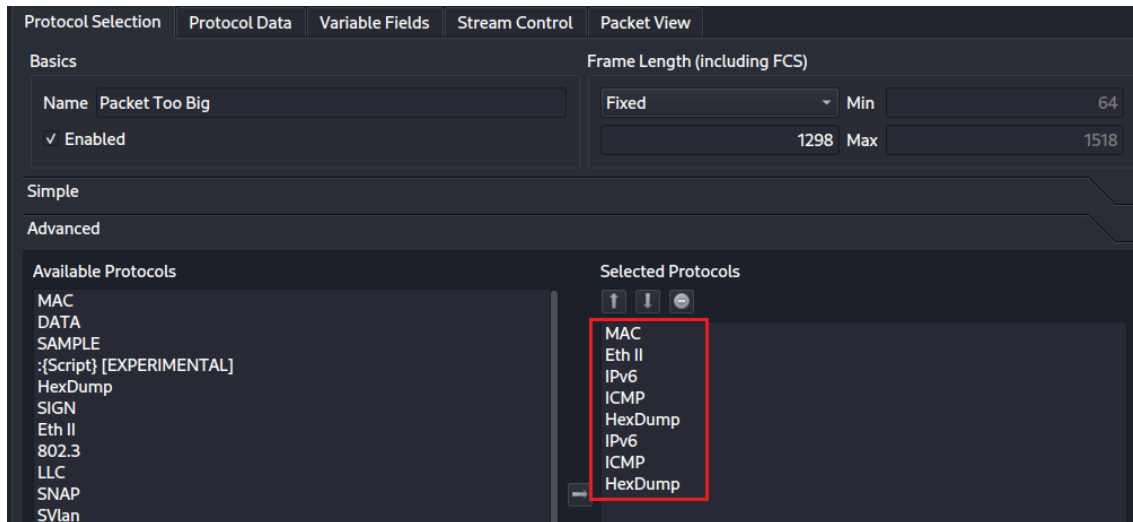 Protocol Selection Protocol Data Variable Fields Stream Control Packet View
Basics
Name Packet Too Big
✓ Enabled
Frame Length (including FCS)
Fixed Min 64
1298 Max 1518
Simple
Advanced
Available Protocols
MAC
DATA
SAMPLE
:{Script} [EXPERIMENTAL]
HexDump
SIGN
Eth II
802.3
LLC
SNAP
SVlan
Selected Protocols
MAC
Eth II
IPv6
ICMP
HexDump
IPv6
ICMP
HexDump